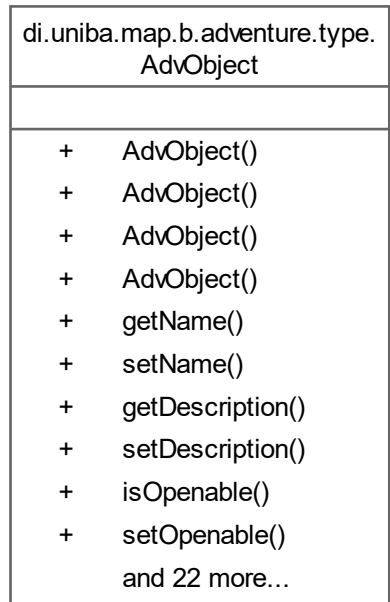 di.uniba.map.b.adventure.type.
AdvObject
+ AdvObject()
+ AdvObject()
+ AdvObject()
+ AdvObject()
+ getName()
+ setName()
+ getDescription()
+ setDescription()
+ isOpenable()
+ setOpenable()
and 22 more...